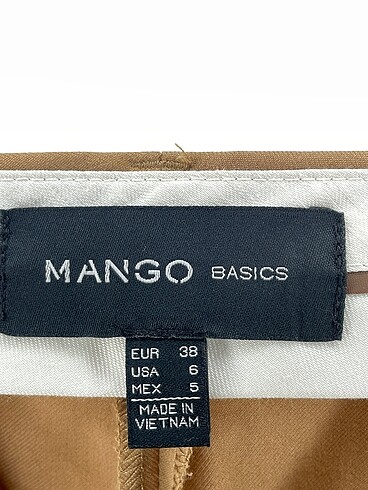 MANGO BASICS
EUR 38
USA 6
MEX 5
MADE IN
VIETNAM